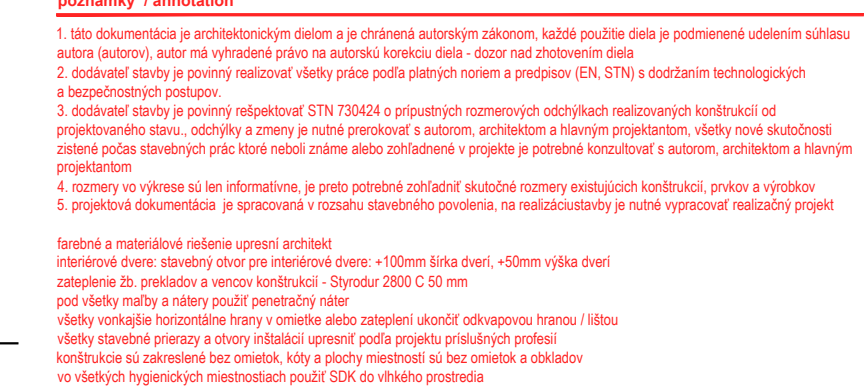 poznámky / annotation
1. táto dokumentácia je architektonickým dielom a je chránená autorským zákonom, každé použitie diela je podmienené udelením súhlasu
autora (autorov), autor má vyhradené právo na autorskú korekciu diela - dozor nad zhotovením diela
2. dodávateľ stavby je povinný realizovať všetky práce podľa platných noriem a predpisov (EN, STN) s dodržaním technologických
a bezpečnostných postupov.
3. dodávateľ stavby je povinný rešpektovať STN 730424 o prípustných rozmerových odchýlkach realizovaných konštrukcíí od
projektovaného stavu., odchýlky a zmeny je nutné prerokovať s autorom, architektom a hlavným projektantom, všetky nové skutočnosti
zistené počas stavebných prác ktoré neboli známe alebo zohľadnené v projekte je potrebné konzultovať s autorom, architektom a hlavným
projektantom
4. rozmery vo výkrese sú len informatívne, je preto potrebné zohľadniť skutočné rozmery existujúcich konštrukcií, prvkov a výrobkov
5. projektová dokumentácia je spracovaná v rozsahu stavebného povolenia, na realizáciustavby je nutné vypracovať realizačný projekt
farebné a materiálové riešenie upresní architekt
interiérové dvere: stavebný otvor pre interiérové dvere: +100mm šírka dverí, +50mm výška dverí
zateplenie žb. prekladov a vencov konštrukcií - Styrodur 2800 C 50 mm
pod všetky maľby a nátery použiť penetračný náter
všetky vonkajšie horizontálne hrany v omietke alebo zateplení ukončiť odkvapovou hranou / lištou
všetky stavebné prierazy a otvory inštalácií upresniť podľa projektu príslušných profesií
konštrukcie sú zakreslené bez omietok, kóty a plochy miestností sú bez omietok a obkladov
vo všetkých hygienických miestnostiach použiť SDK do vlhkého prostredia